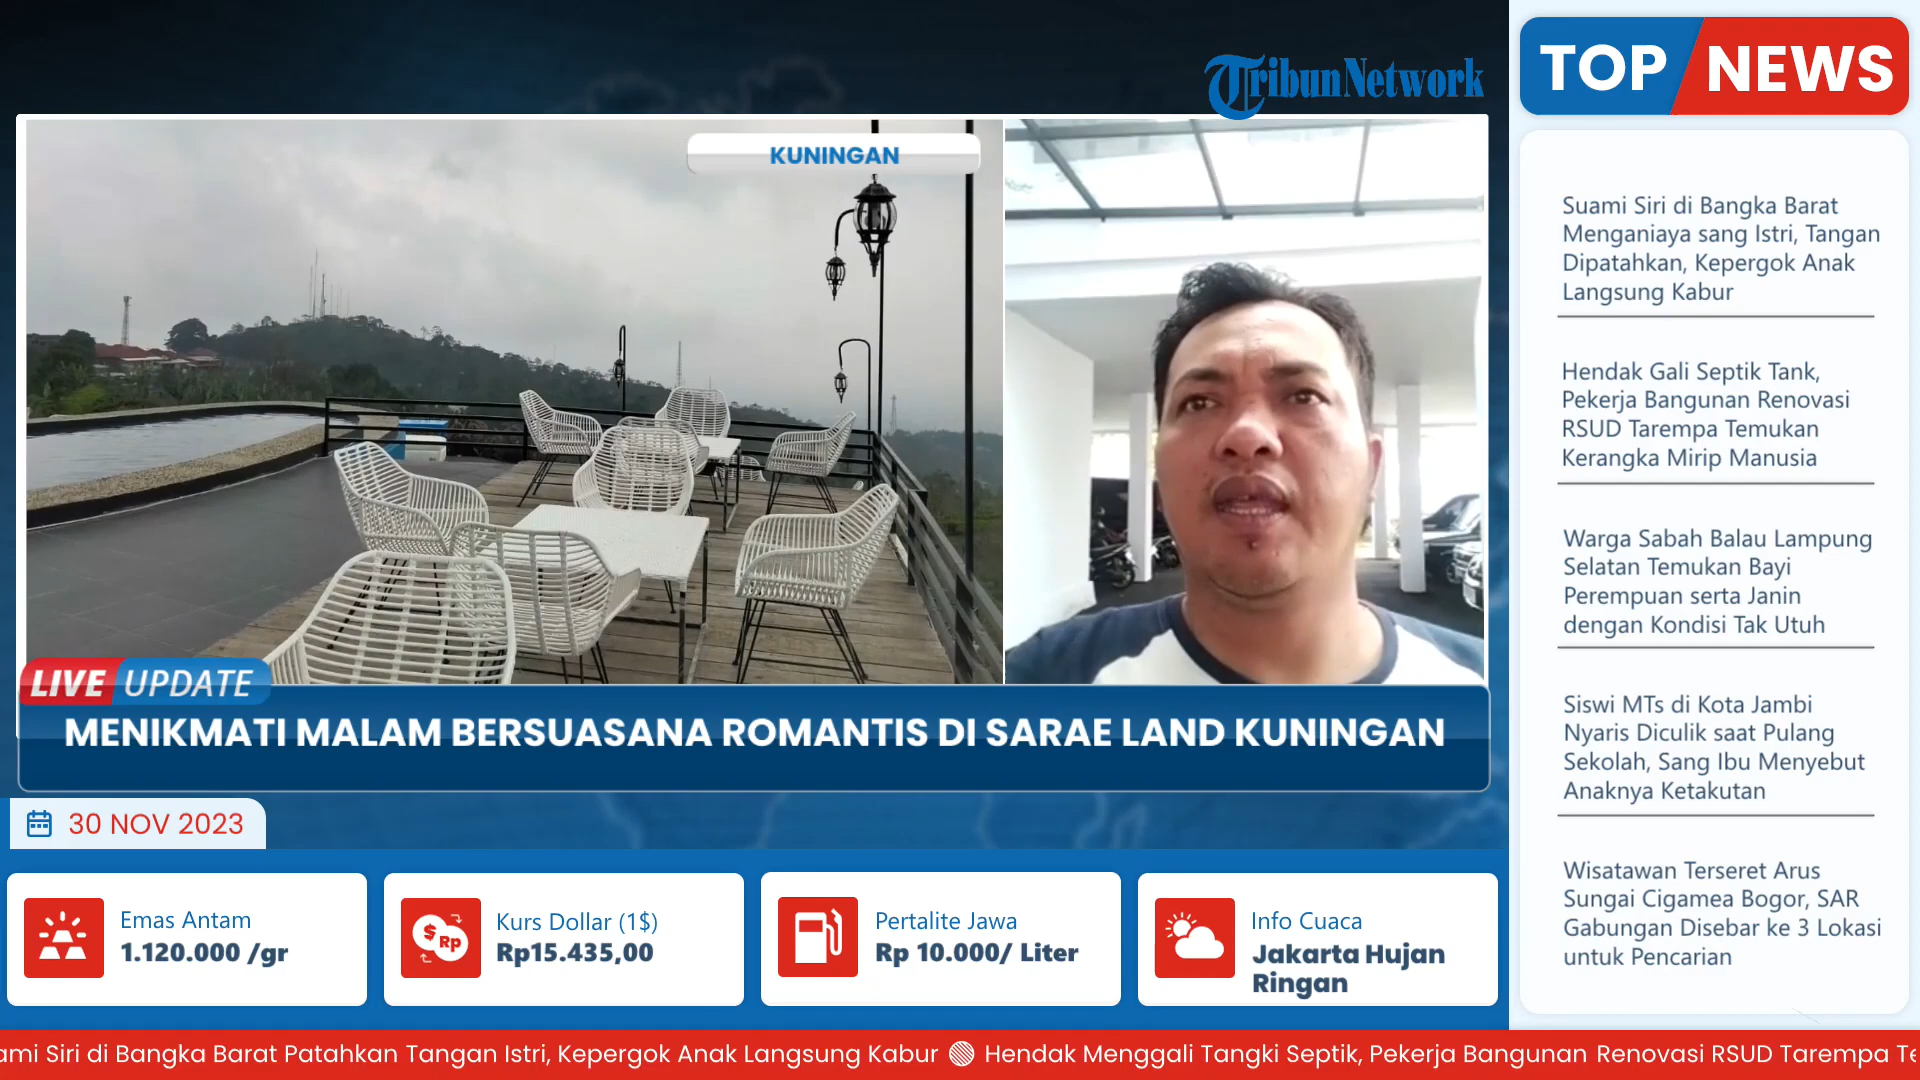 TribunNetwork
TOP NEWS
KUNINGAN
LIVE UPDATE
MENIKMATI MALAM BERSUASANA ROMANTIS DI SARAE LAND KUNINGAN
30 NOV 2023
Emas Antam
1.120.000 /gr
Kurs Dollar (1$)
Rp15.435,00
Pertalite Jawa
Rp 10.000/ Liter
Info Cuaca
Jakarta Hujan
Ringan
Suami Siri di Bangka Barat
Menganiaya sang Istri, Tangan
Dipatahkan, Kepergok Anak
Langsung Kabur
Hendak Gali Septik Tank,
Pekerja Bangunan Renovasi
RSUD Tarempa Temukan
Kerangka Mirip Manusia
Warga Sabah Balau Lampung
Selatan Temukan Bayi
Perempuan serta Janin
dengan Kondisi Tak Utuh
Siswi MTs di Kota Jambi
Nyaris Diculik saat Pulang
Sekolah, Sang Ibu Menyebut
Anaknya Ketakutan
Wisatawan Terseret Arus
Sungai Cigamea Bogor, SAR
Gabungan Disebar ke 3 Lokasi
untuk Pencarian
ami Siri di Bangka Barat Patahkan Tangan Istri, Kepergok Anak Langsung Kabur Hendak Menggali Tangki Septik, Pekerja Bangunan Renovasi RSUD Tarempa Te